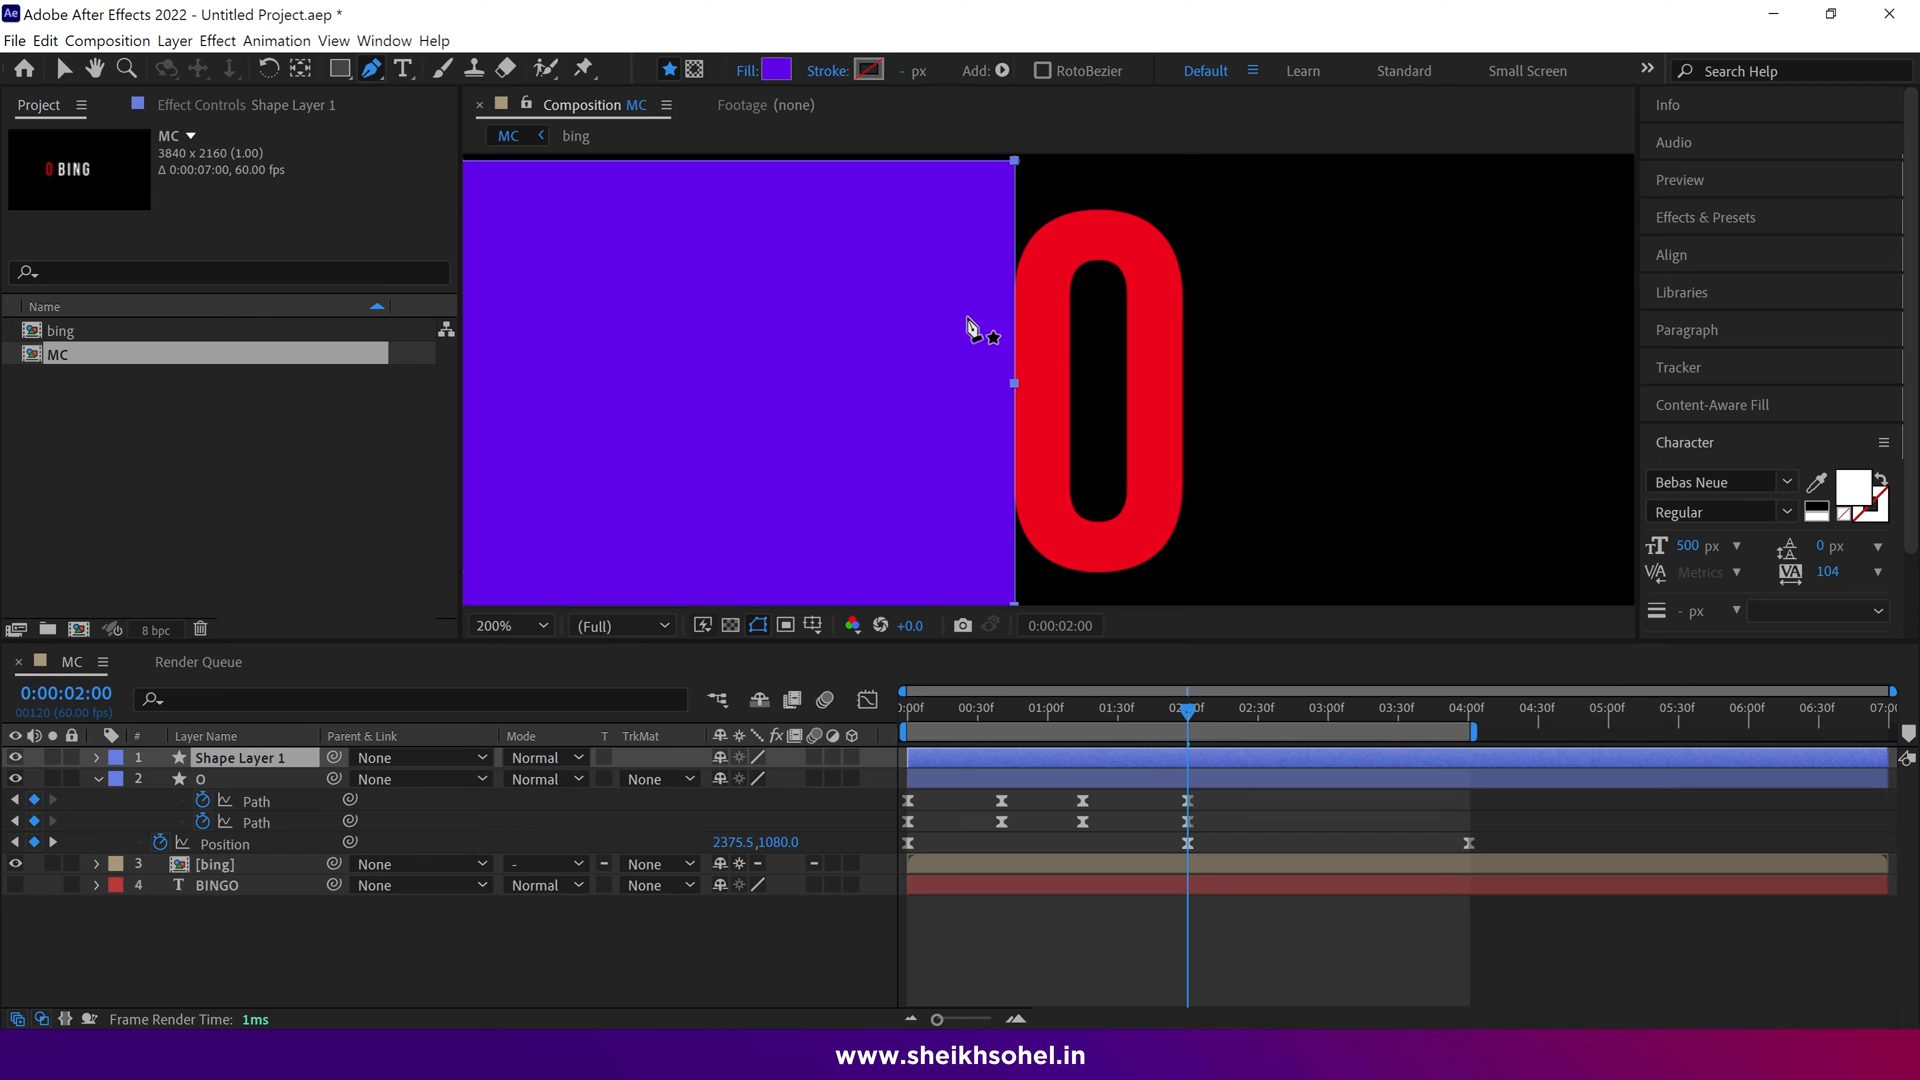 Adobe After Effects 2022 - Untitled Project.aep *
File Edit Composition Layer Effect Animation View Window Help
Fill: Stroke: - px Add: RotoBezier Default Learn Standard Small Screen Search Help
Project Effect Controls Shape Layer 1 Composition MC Footage (none) Info
MC
3840 x 2160 (1.00)
Δ 0:00:07:00, 60.00 fps
0 BING
MC bing
Audio
Preview
Effects & Presets
Align
Libraries
Paragraph
Tracker
Content-Aware Fill
Character
Name
bing
MC
O
Bebas Neue
Regular
500 px 0 px
Metrics 104
- px
8 bpc
200% (Full) +0.0 0:00:02:00
MC Render Queue
0:00:02:00
00120 (60.00 fps)
0:00f 00:30f 01:00f 01:30f 02:00f 02:30f 03:00f 03:30f 04:00f 04:30f 05:00f 05:30f 06:00f 06:30f 07:00
# Layer Name Parent & Link Mode T TrkMat
1 Shape Layer 1 None Normal
2 O None Normal None
Path
Path
Position 2375.5,1080.0
3 [bing] None - None
4 T BINGO None Normal None
Frame Render Time: 1ms
www.sheikhsohel.in